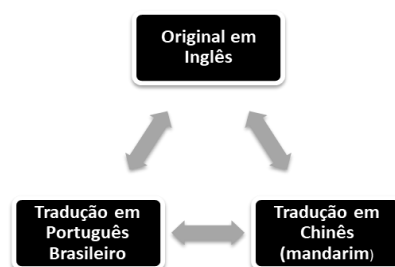 Original em
Inglês
Tradução em
Português
Brasileiro
Tradução em
Chinês
(mandarim)